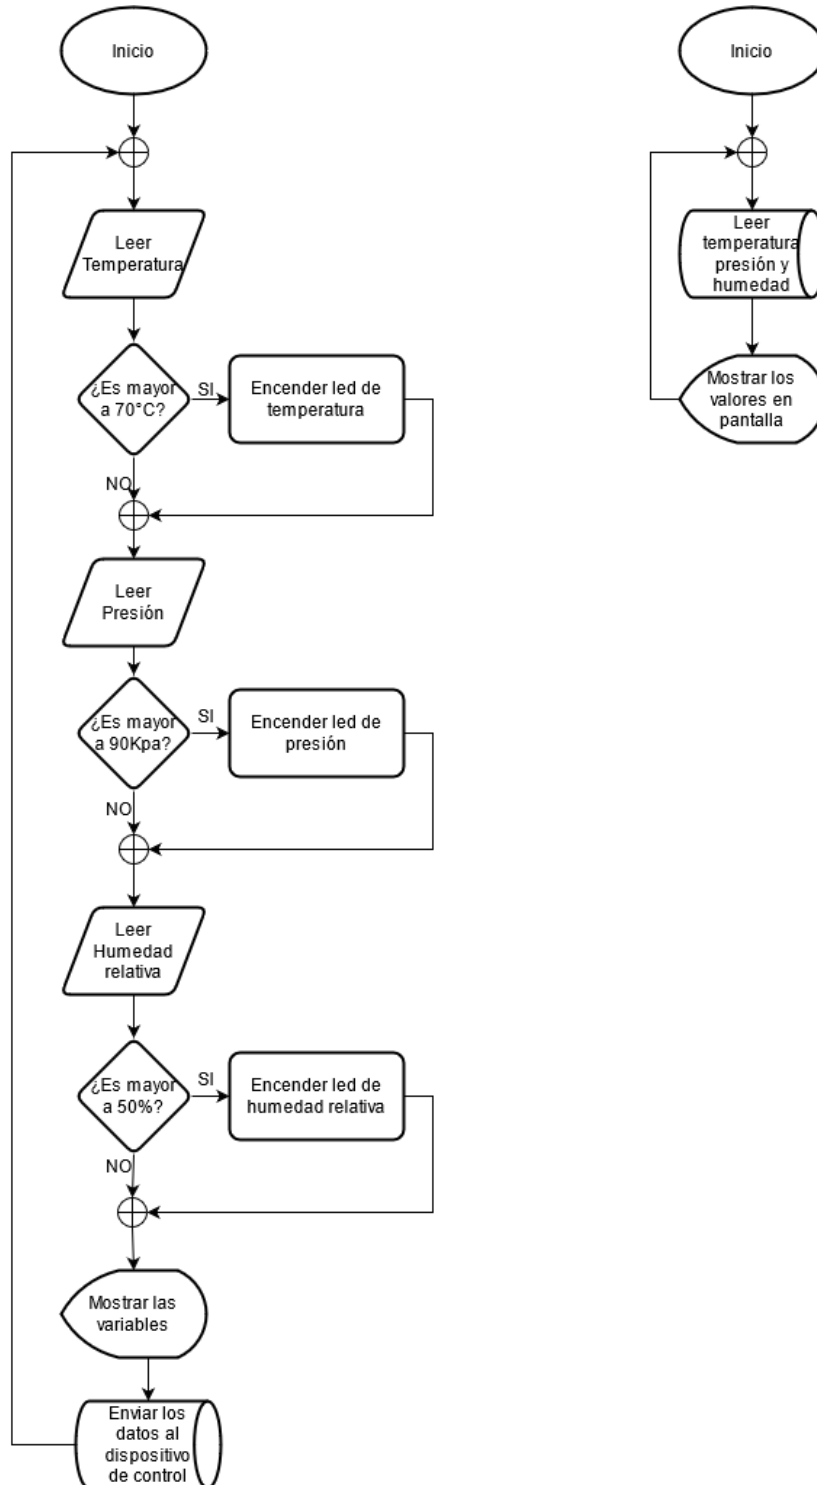 Inicio
Leer
Temperatura
¿Es mayor
a 70°C?
SI
Encender led de
temperatura
NO
Leer
Presión
¿Es mayor
a 90Kpa?
SI
Encender led de
presión
NO
Leer
Humedad
relativa
¿Es mayor
a 50%?
SI
Encender led de
humedad relativa
NO
Mostrar las
variables
Enviar los
datos al
dispositivo
de control
Inicio
Leer
temperatura
presión y
humedad
Mostrar los
valores en
pantalla